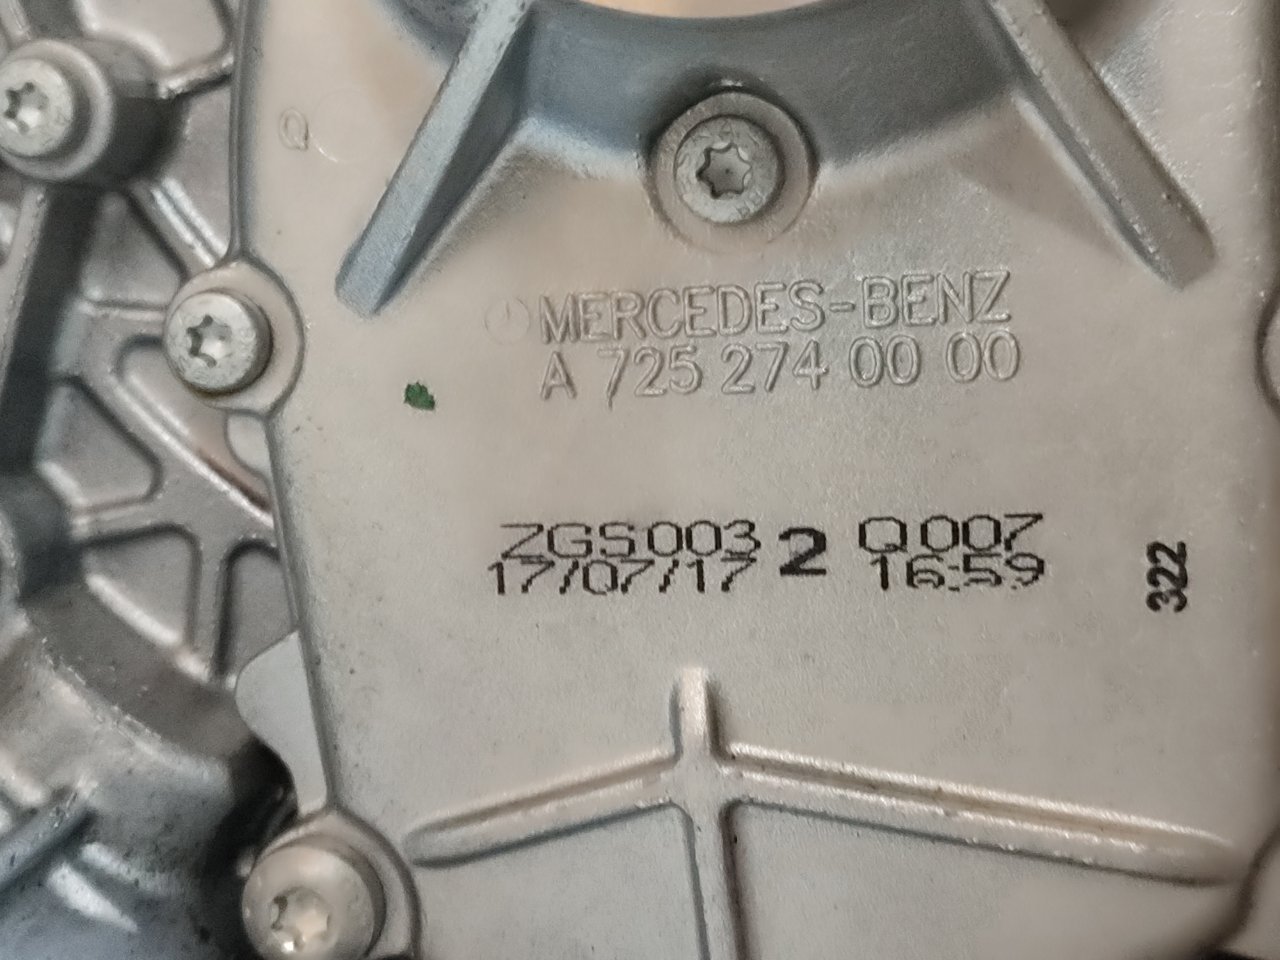 Q
MERCEDES-BENZ
A 725 274 00 00
ZGS003 2 Q007
17/07/17 16:59
322